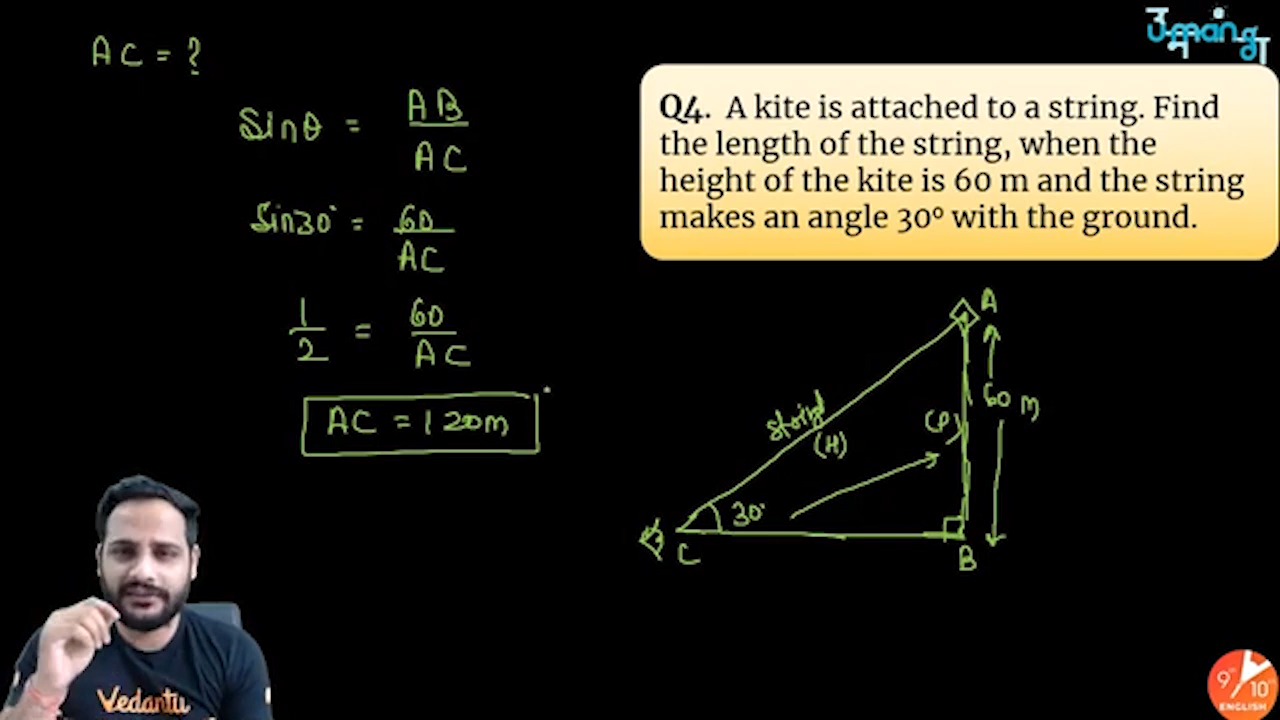 AC = ?
Sinθ = AB
AC
Sin30° = 60
AC
1 = 60
2 AC
AC = 120m
उमंग
umang
Q4. A kite is attached to a string. Find
the length of the string, when the
height of the kite is 60 m and the string
makes an angle 30º with the ground.
A
60 m
(P)
string
(H)
30°
C
B
Vedantu
9th
10th
ENGLISH